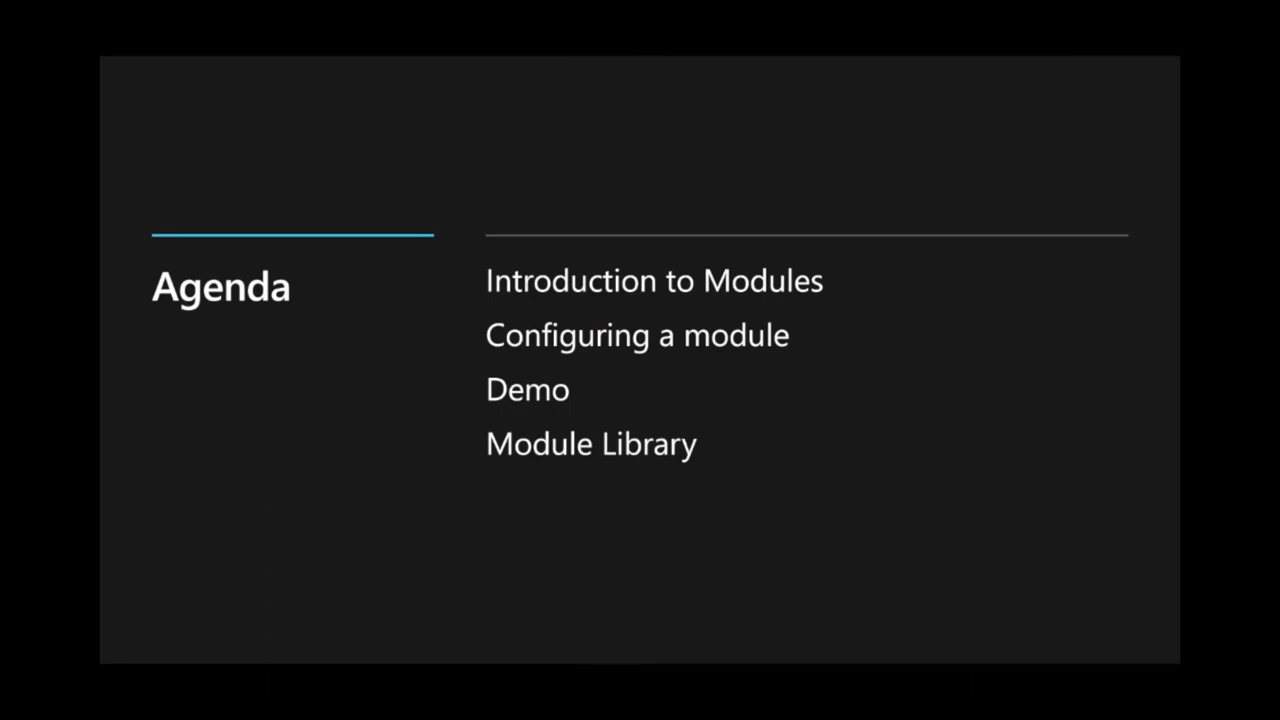 Agenda
Introduction to Modules
Configuring a module
Demo
Module Library